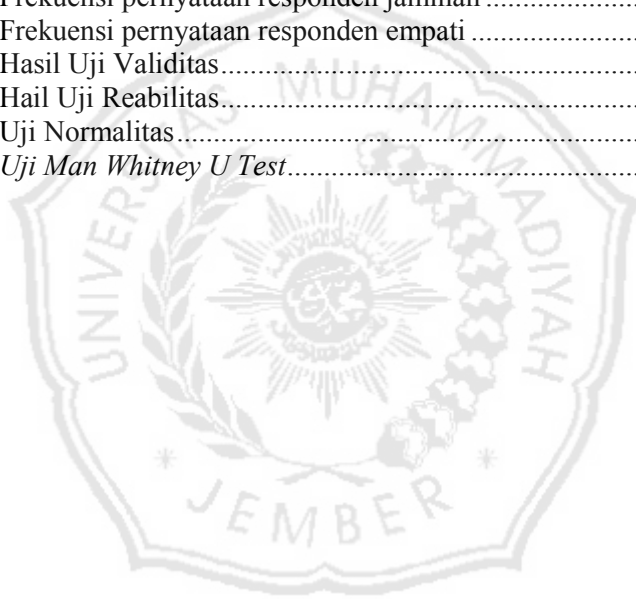 Frekuensi pernyataan responden jaminan ........................
Frekuensi pernyataan responden empati ........................
Hasil Uji Validitas........................................................
Hail Uji Reabilitas........................................................
Uji Normalitas..............................................................
Uji Man Whitney U Test...............................................
UNIVERSITAS MUHAMMADIYAH
JEMBER